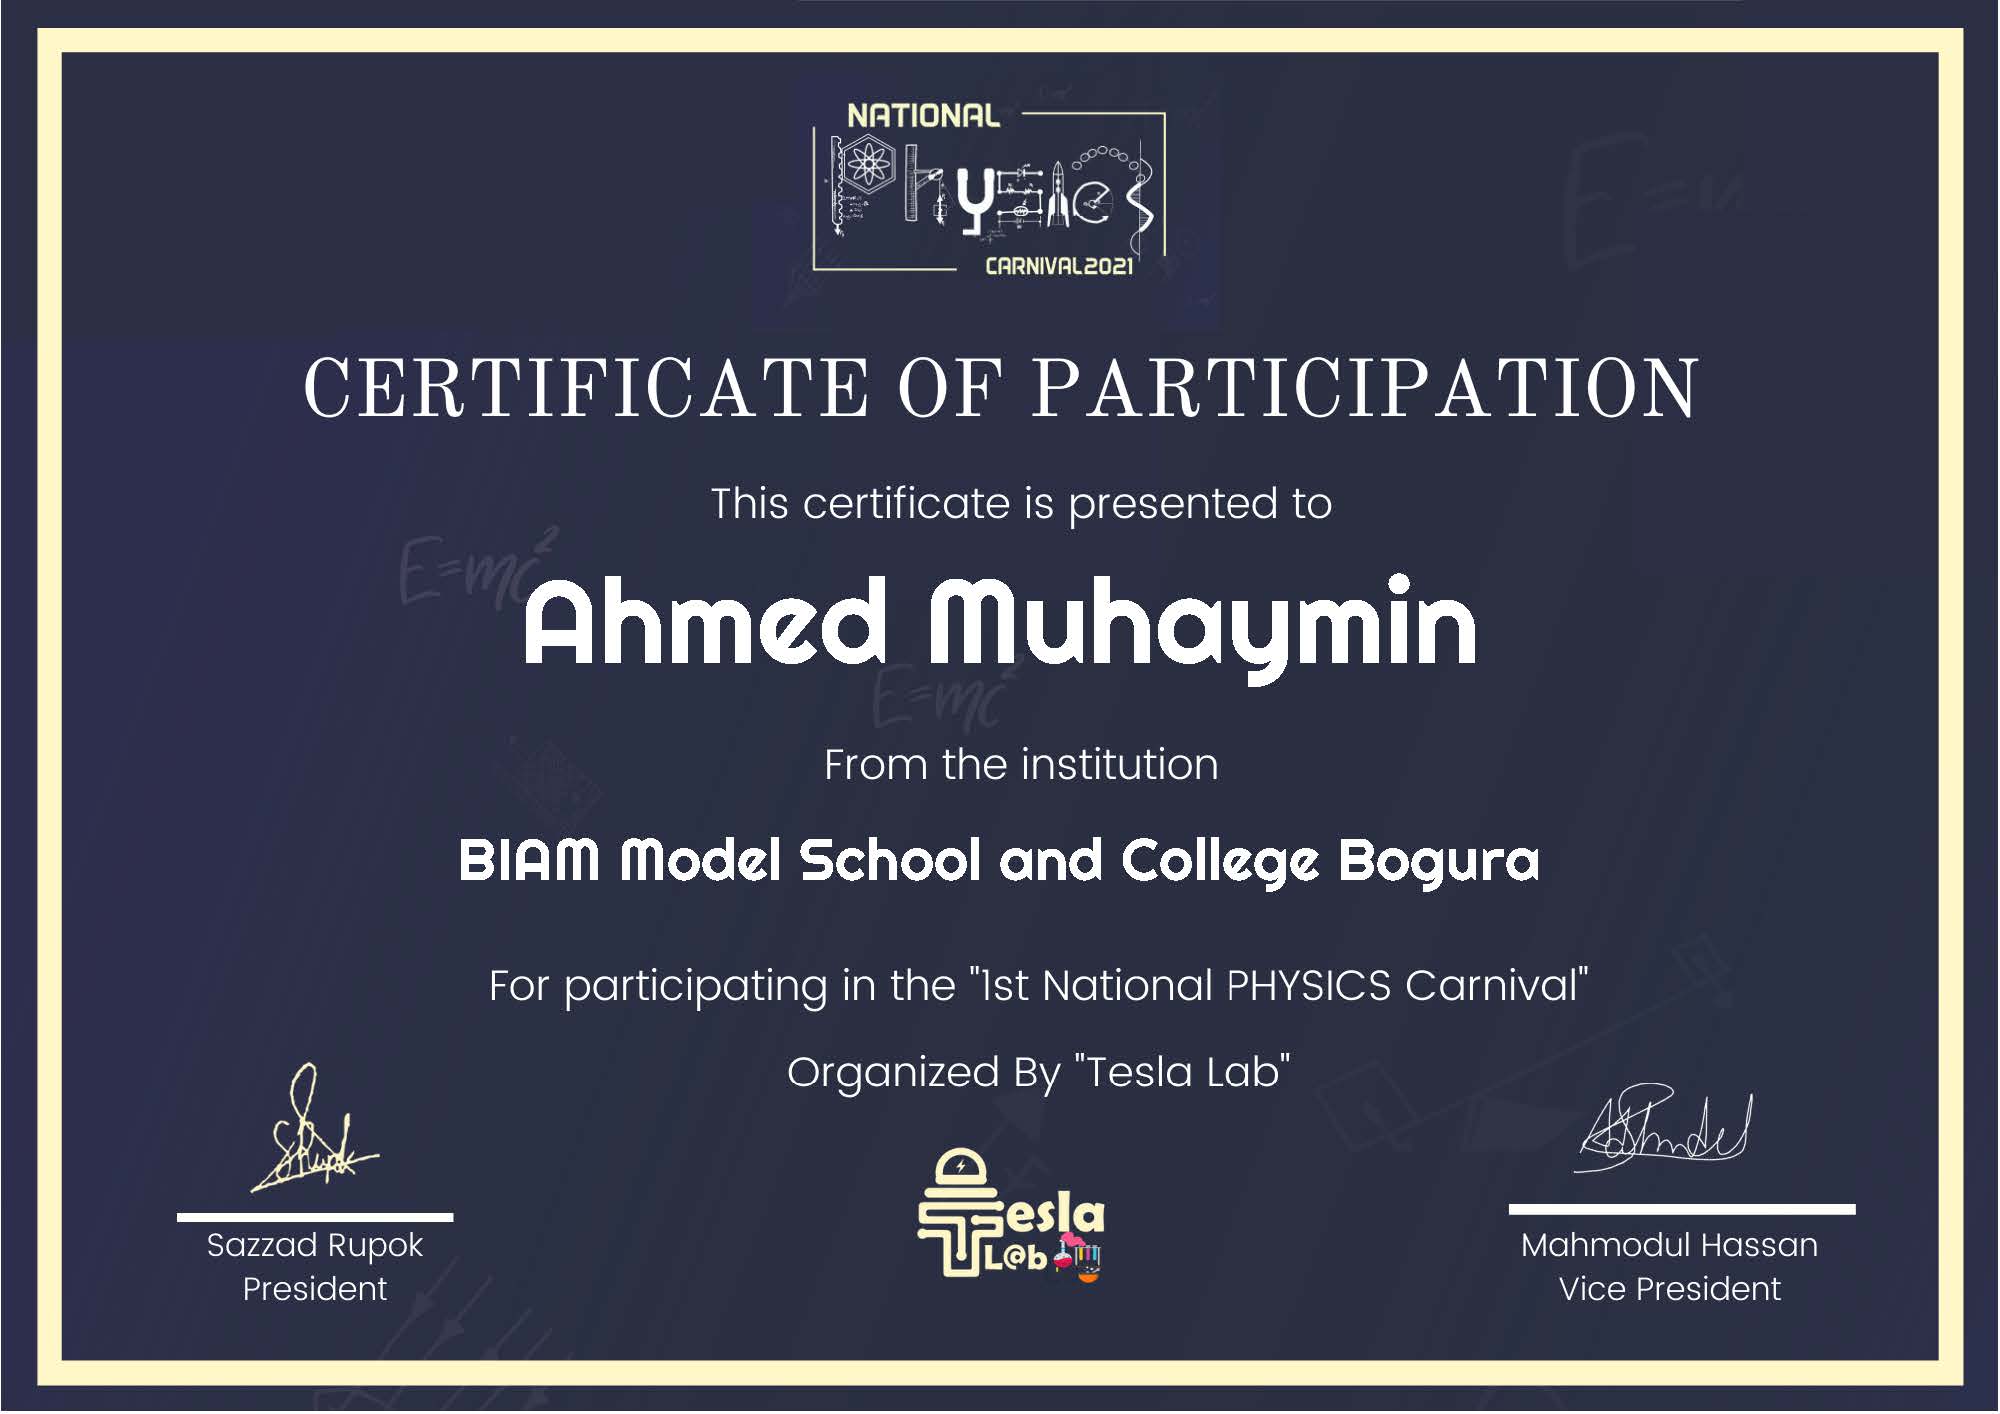 NATIONAL
Physics
CARNIVAL2021
CERTIFICATE OF PARTICIPATION
This certificate is presented to
E=mc²
Ahmed Muhaymin
E=mc²
From the institution
BIAM Model School and College Bogura
For participating in the "1st National PHYSICS Carnival"
Organized By "Tesla Lab"
Tesla
L@b
Sazzad Rupok
President
Mahmodul Hassan
Vice President